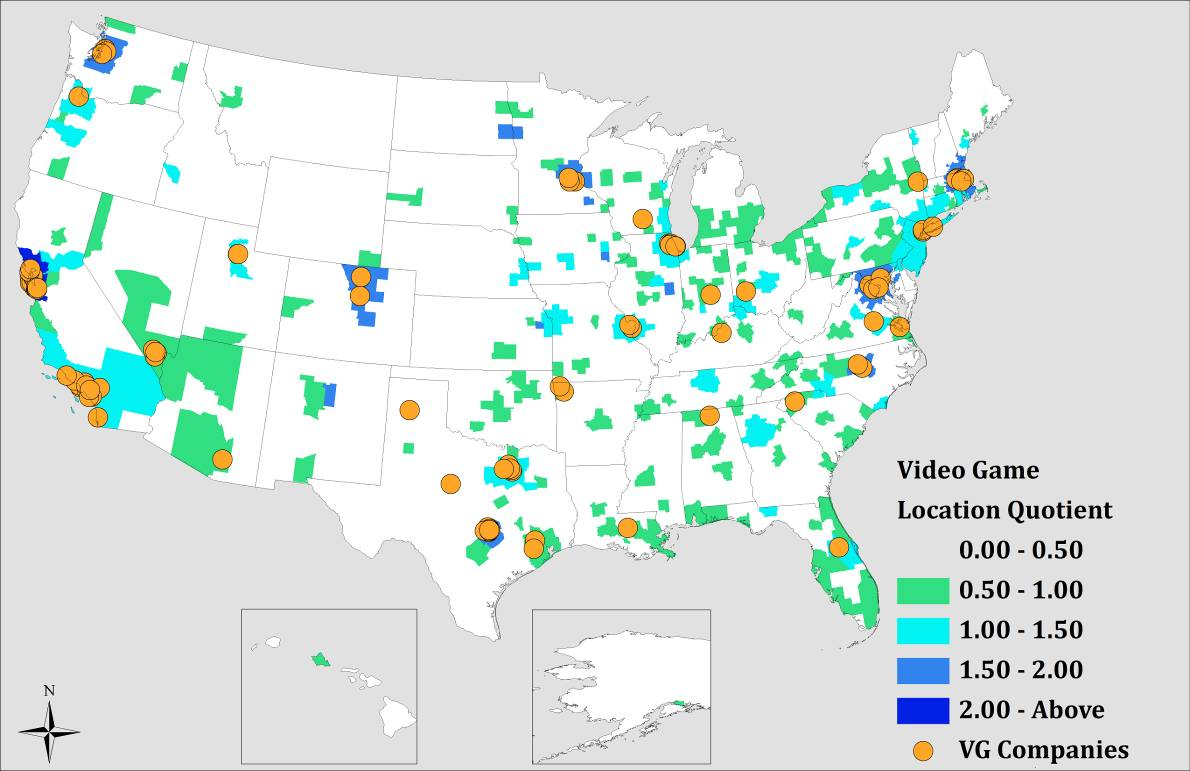 Video Game
Location Quotient
0.00 - 0.50
0.50 - 1.00
1.00 - 1.50
1.50 - 2.00
2.00 - Above
VG Companies
N